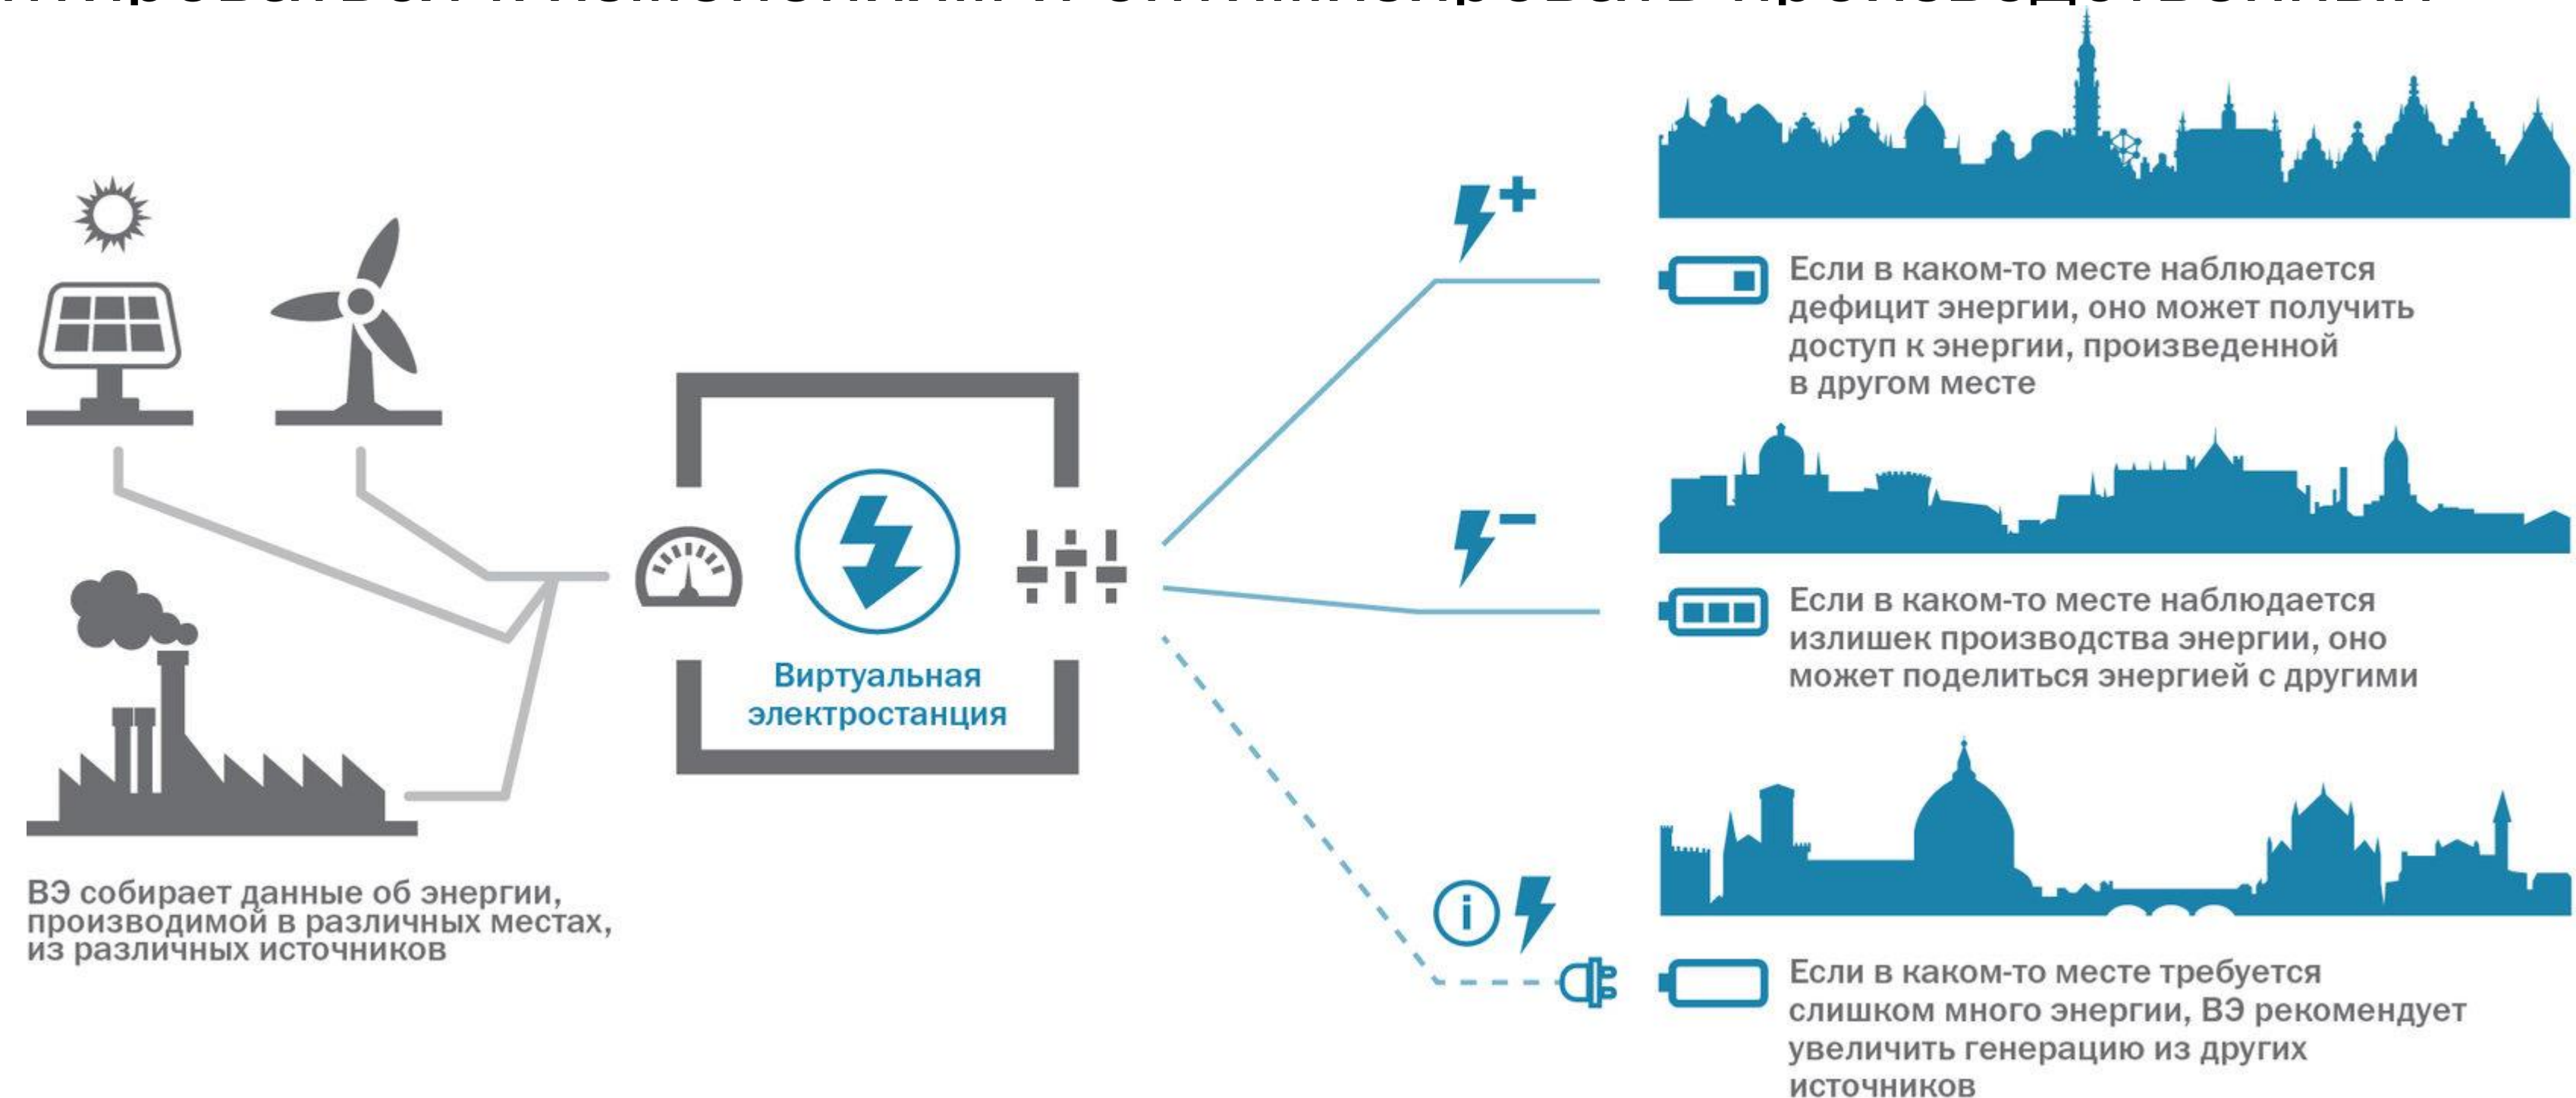 Виртуальная
электростанция
ВЭ собирает данные об энергии,
производимой в различных местах,
из различных источников
Если в каком-то месте наблюдается
дефицит энергии, оно может получить
доступ к энергии, произведенной
в другом месте
Если в каком-то месте наблюдается
излишек производства энергии, оно
может поделиться энергией с другими
Если в каком-то месте требуется
слишком много энергии, ВЭ рекомендует
увеличить генерацию из других
источников